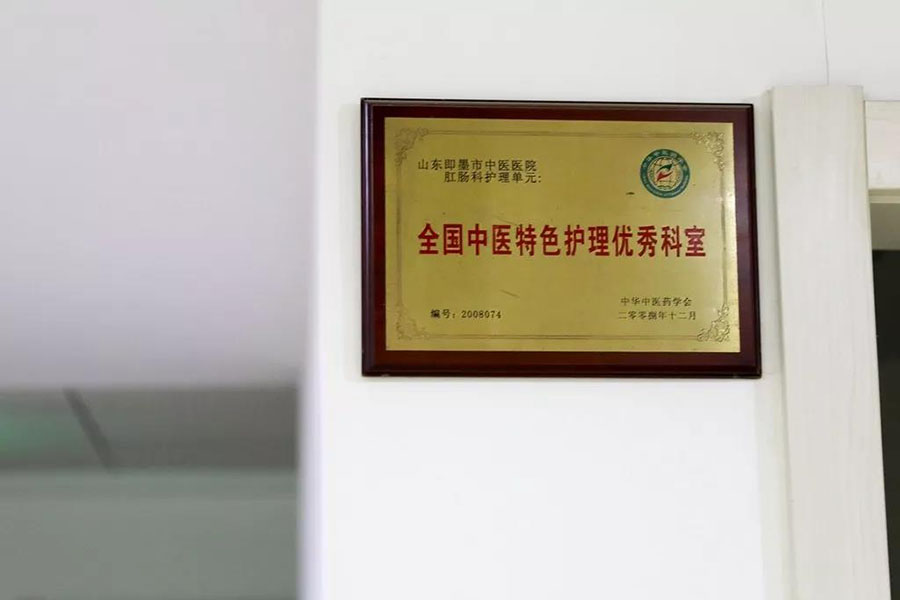 山东即墨市中医医院
肛肠科护理单元:
全国中医特色护理优秀科室
编号: 2008074
中华中医药学会
二零零捌年十二月